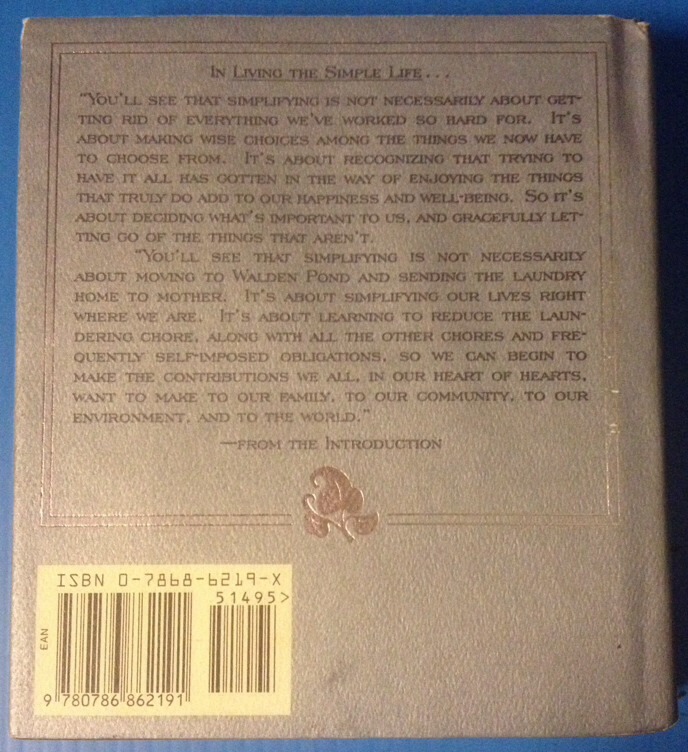 IN LIVING THE SIMPLE LIFE...
"YOU'LL SEE THAT SIMPLIFYING IS NOT NECESSARILY ABOUT GET-
TING RID OF EVERYTHING WE'VE WORKED SO HARD FOR. IT'S
ABOUT MAKING WISE CHOICES AMONG THE THINGS WE NOW HAVE
TO CHOOSE FROM. IT'S ABOUT RECOGNIZING THAT TRYING TO
HAVE IT ALL HAS GOTTEN IN THE WAY OF ENJOYING THE THINGS
THAT TRULY DO ADD TO OUR HAPPINESS AND WELL-BEING. SO IT'S
ABOUT DECIDING WHAT'S IMPORTANT TO US, AND GRACEFULLY LET-
TING GO OF THE THINGS THAT AREN'T.
"YOU'LL SEE THAT SIMPLIFYING IS NOT NECESSARILY
ABOUT MOVING TO WALDEN POND AND SENDING THE LAUNDRY
HOME TO MOTHER. IT'S ABOUT SIMPLIFYING OUR LIVES RIGHT
WHERE WE ARE. IT'S ABOUT LEARNING TO REDUCE THE LAUN-
DERING CHORE, ALONG WITH ALL THE OTHER CHORES AND FRE-
QUENTLY SELF-IMPOSED OBLIGATIONS, SO WE CAN BEGIN TO
MAKE THE CONTRIBUTIONS WE ALL, IN OUR HEART OF HEARTS,
WANT TO MAKE TO OUR FAMILY, TO OUR COMMUNITY, TO OUR
ENVIRONMENT, AND TO THE WORLD."
—FROM THE INTRODUCTION
ISBN 0-7868-6219-X
51495>
EAN
9 780786 862191